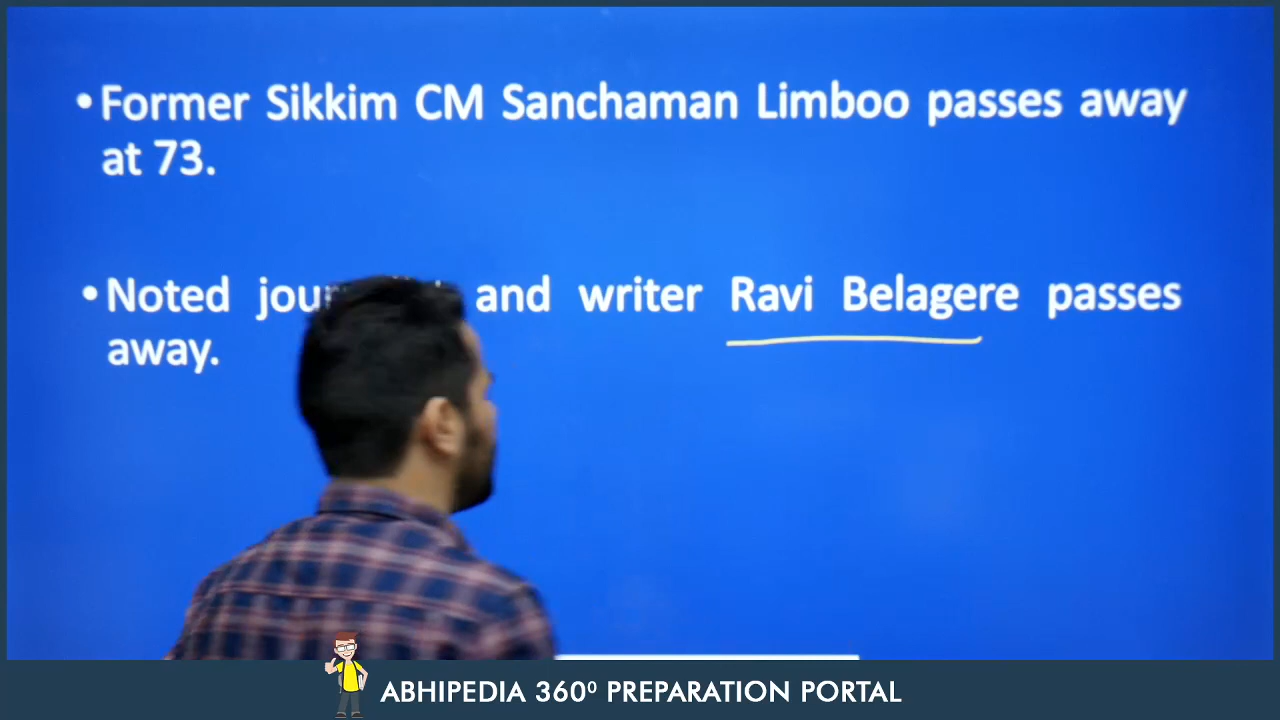 •Former Sikkim CM Sanchaman Limboo passes away
at 73.
•Noted and writer Ravi Belagere passes
away.
ABHIPEDIA 360⁰ PREPARATION PORTAL